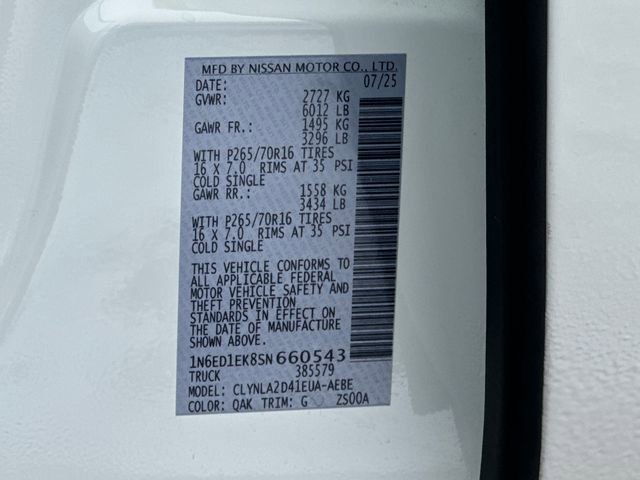 MFD BY NISSAN MOTOR CO., LTD.
DATE: 07/25
GVWR: 2727 KG
6012 LB
GAWR FR.: 1495 KG
3296 LB
WITH P265/70R16 TIRES
16 X 7.0 RIMS AT 35 PSI
COLD SINGLE
GAWR RR.: 1558 KG
3434 LB
WITH P265/70R16 TIRES
16 X 7.0 RIMS AT 35 PSI
COLD SINGLE
THIS VEHICLE CONFORMS TO
ALL APPLICABLE FEDERAL
MOTOR VEHICLE SAFETY AND
THEFT PREVENTION
STANDARDS IN EFFECT ON
THE DATE OF MANUFACTURE
SHOWN ABOVE.
1N6ED1EK8SN660543
TRUCK 385579
MODEL: CLYNLA2D41EUA-AEBE
COLOR: QAK TRIM: G ZS00A